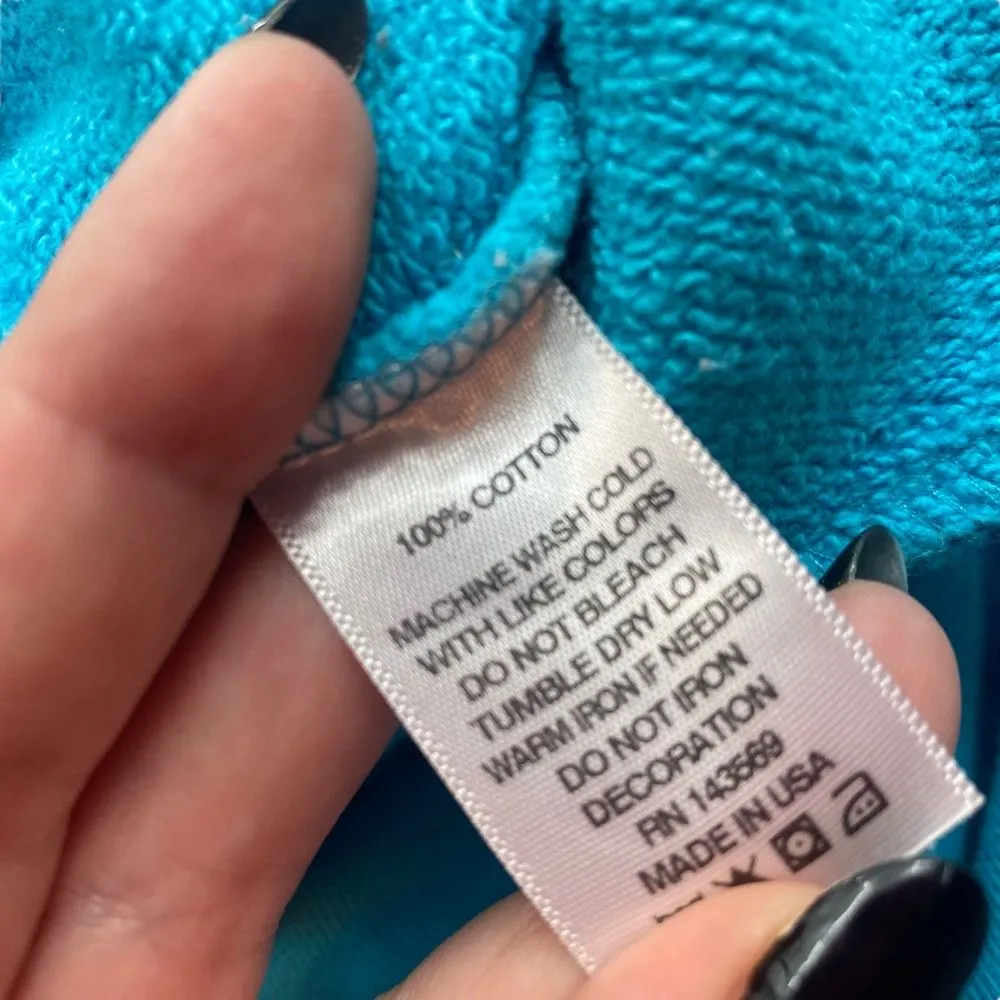 100% COTTON
MACHINE WASH COLD
WITH LIKE COLORS
DO NOT BLEACH
TUMBLE DRY LOW
WARM IRON IF NEEDED
DO NOT IRON
DECORATION
RN 143569
MADE IN USA